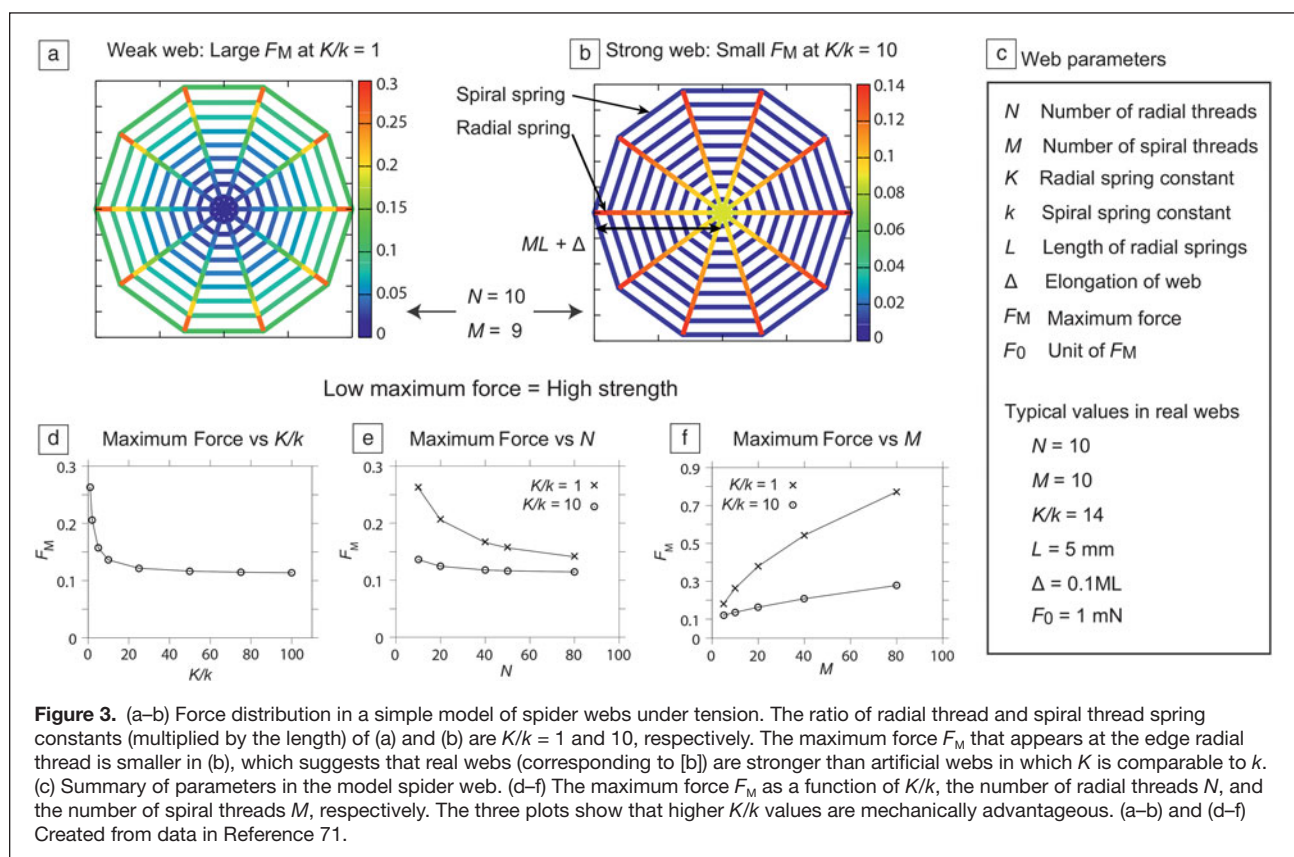 a
Weak web: Large FM at K/k = 1
0.3
0.25
0.2
0.15
0.1
0.05
0
b
Strong web: Small FM at K/k = 10
Spiral spring
Radial spring
ML + Δ
0.14
0.12
0.1
0.08
0.06
0.04
0.02
0
N = 10
M = 9
c
Web parameters
N Number of radial threads
M Number of spiral threads
K Radial spring constant
k Spiral spring constant
L Length of radial springs
Δ Elongation of web
FM Maximum force
F0 Unit of FM
Typical values in real webs
N = 10
M = 10
K/k = 14
L = 5 mm
Δ = 0.1ML
F0 = 1 mN
Low maximum force = High strength
d
Maximum Force vs K/k
0.3
0.2
0.1
0
FM
0 20 40 60 80 100
K/k
e
Maximum Force vs N
0.3
0.2
0.1
0
FM
K/k = 1 ×
K/k = 10 o
0 20 40 60 80 100
N
f
Maximum Force vs M
0.9
0.7
0.5
0.3
0.1
0
FM
K/k = 1 ×
K/k = 10 o
0 20 40 60 80 100
M
Figure 3. (a–b) Force distribution in a simple model of spider webs under tension. The ratio of radial thread and spiral thread spring
constants (multiplied by the length) of (a) and (b) are K/k = 1 and 10, respectively. The maximum force FM that appears at the edge radial
thread is smaller in (b), which suggests that real webs (corresponding to [b]) are stronger than artificial webs in which K is comparable to k.
(c) Summary of parameters in the model spider web. (d–f) The maximum force FM as a function of K/k, the number of radial threads N, and
the number of spiral threads M, respectively. The three plots show that higher K/k values are mechanically advantageous. (a–b) and (d–f)
Created from data in Reference 71.